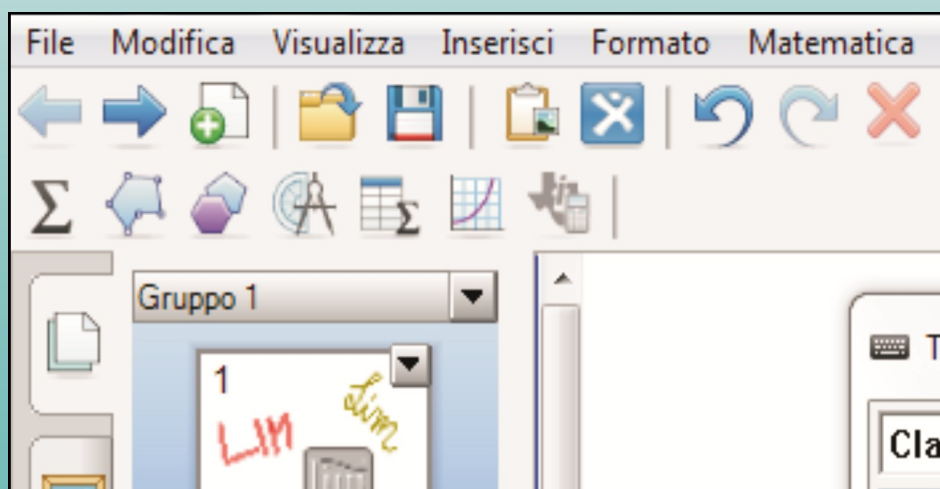 File Modifica Visualizza Inserisci Formato Matematica
Gruppo 1
1
LIM
Lim